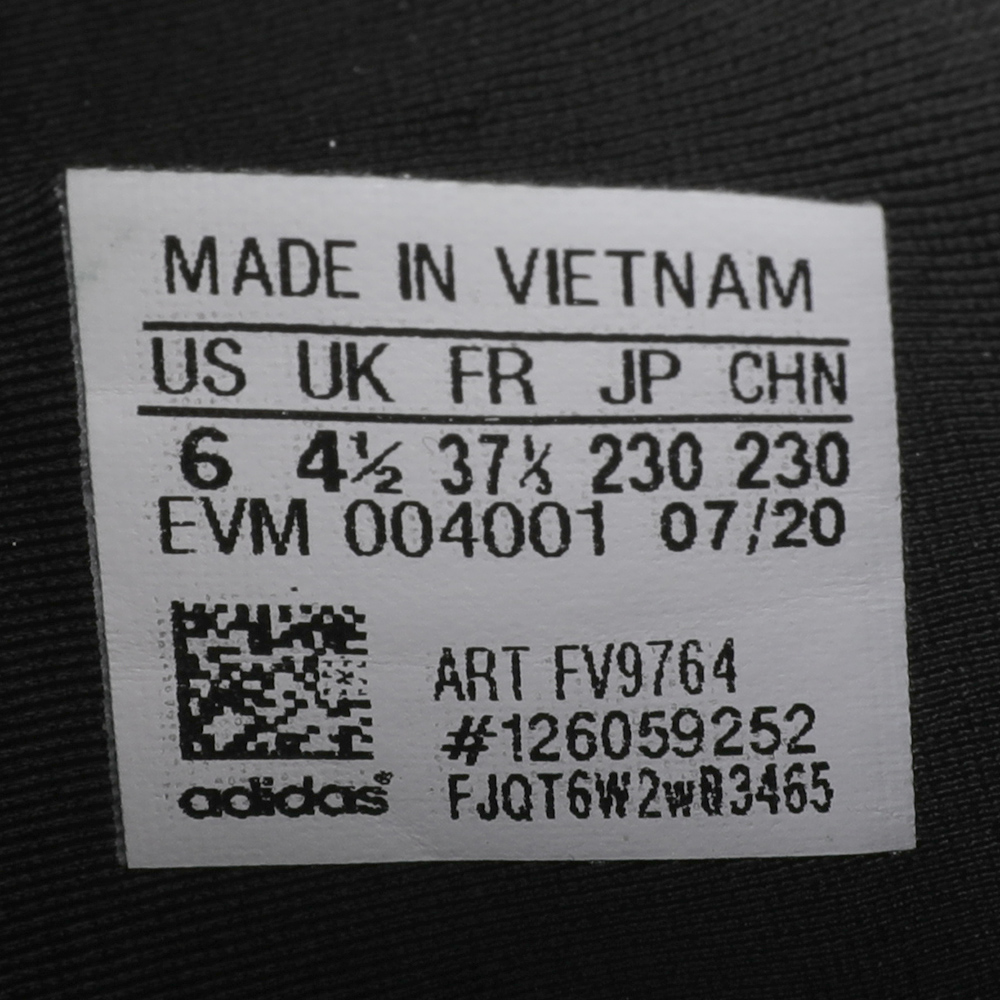 MADE IN VIETNAM
US UK FR JP CHN
6 4½ 37⅓ 230 230
EVM 004001 07/20
ART FV9764
#126059252
adidas®